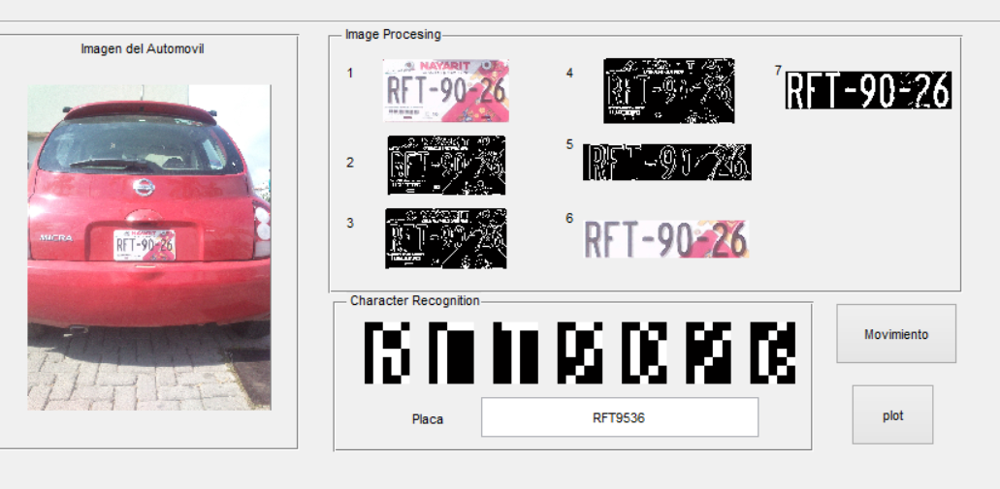 Imagen del Automovil
NISSAN
MICRA
NAYARIT
RFT-90-26
Image Procesing
1
NAYARIT
RFT-90-26
2
RFT-90-26
3
RFT-90-26
4
RFT-90-26
5
RFT-90-26
6
RFT-90-26
7
RFT-90-26
Character Recognition
Placa
RFT9536
Movimiento
plot